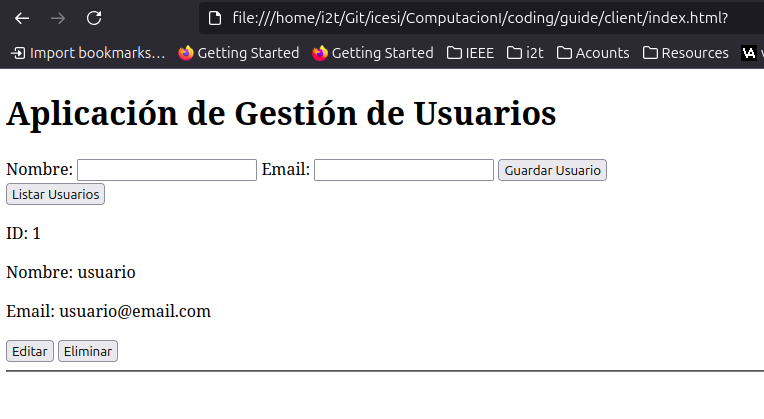 file:///home/i2t/Git/icesi/ComputacionI/coding/guide/client/index.html?
Import bookmarks… Getting Started Getting Started IEEE i2t Acounts Resources
Aplicación de Gestión de Usuarios
Nombre: Email: Guardar Usuario
Listar Usuarios
ID: 1
Nombre: usuario
Email: usuario@email.com
Editar Eliminar